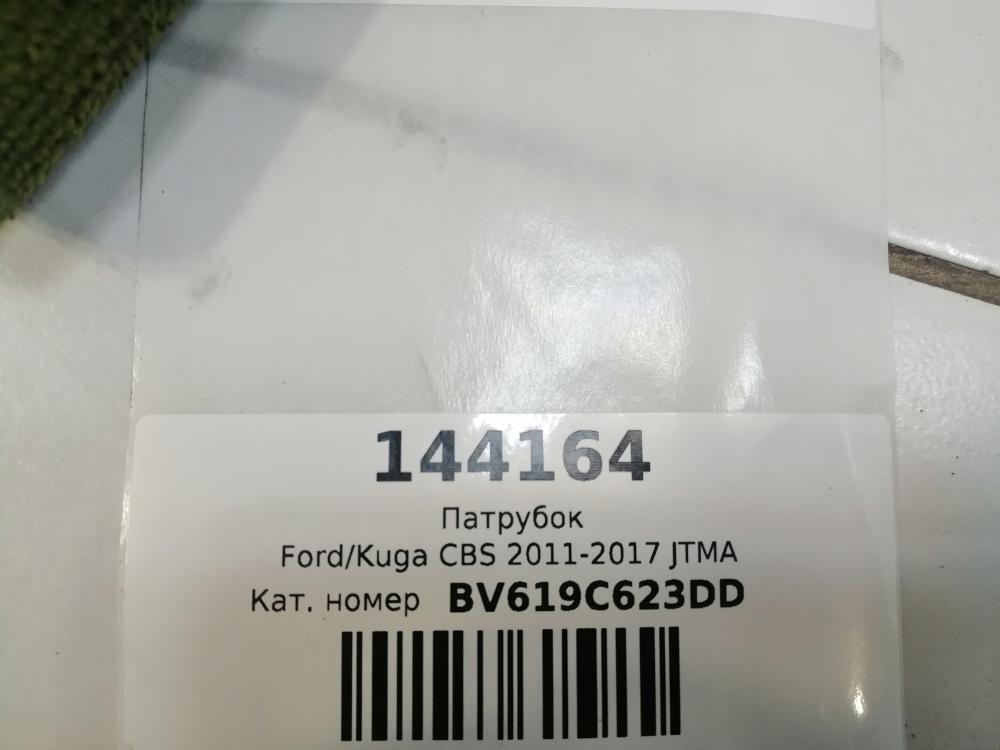 144164
Патрубок
Ford/Kuga CBS 2011-2017 JTMA
Кат. номер BV619C623DD